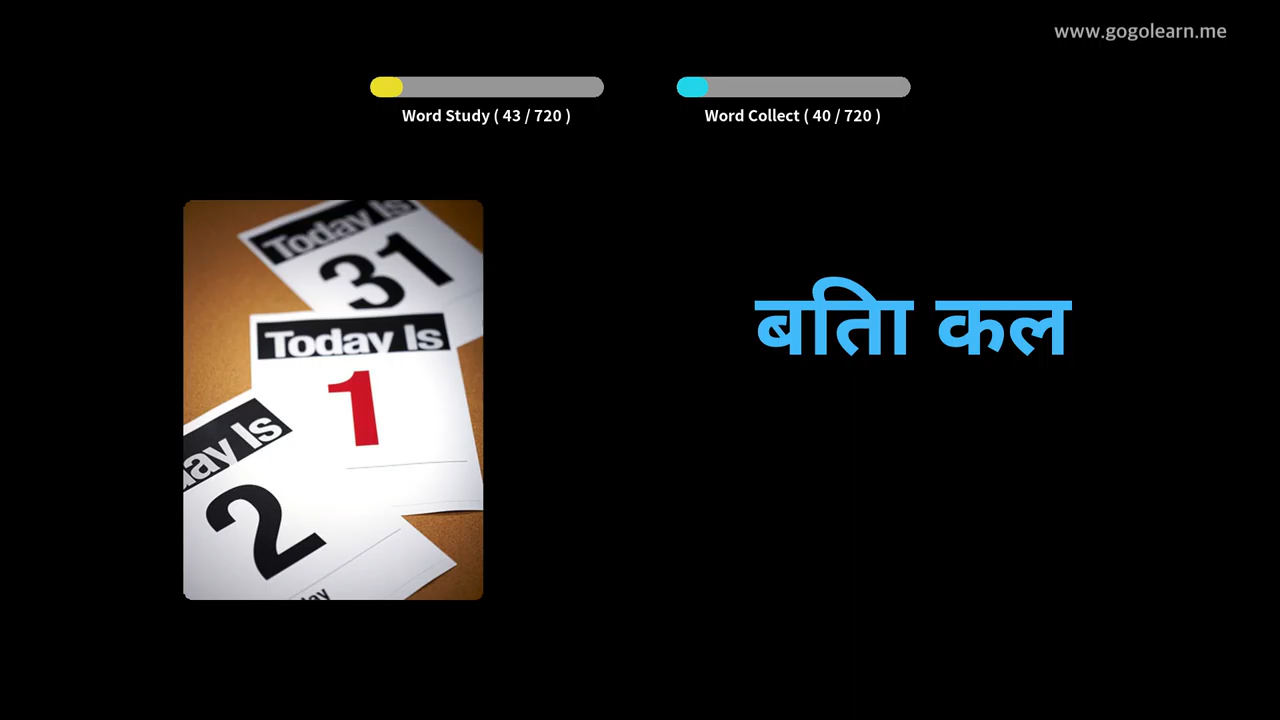 www.gogolearn.me
Word Study ( 43 / 720 )
Word Collect ( 40 / 720 )
Today Is
31
Today Is
1
day Is
2
बतिा कल